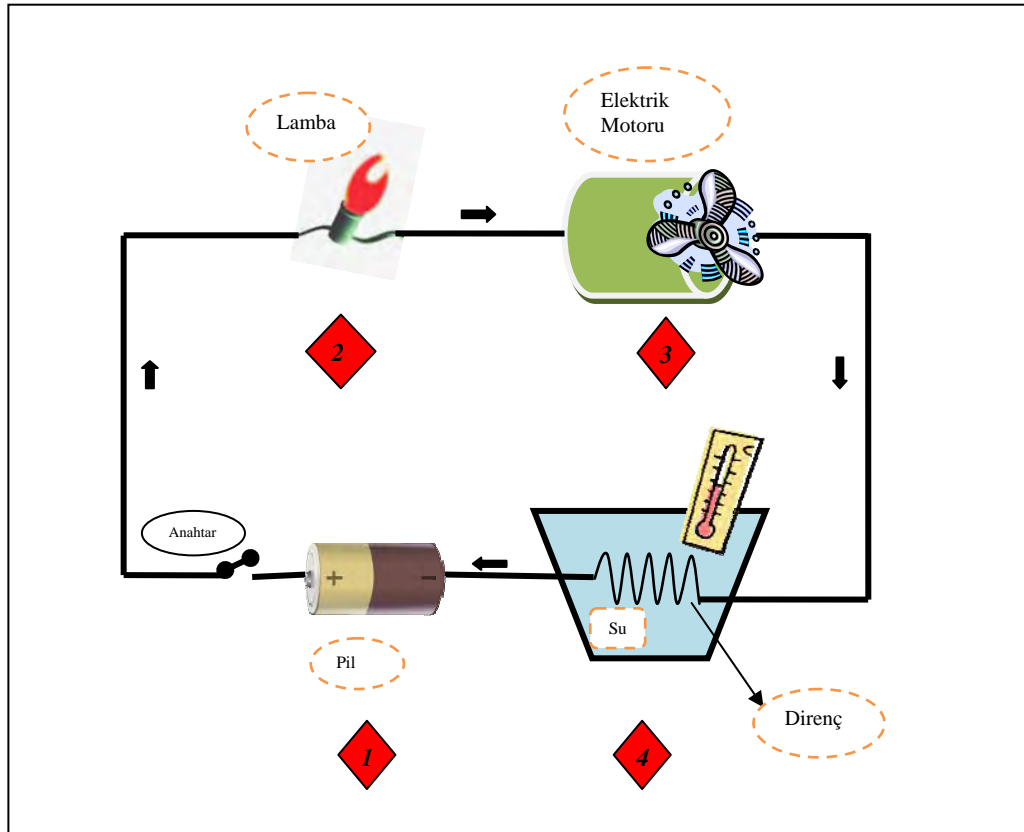 Lamba
Elektrik
Motoru
2
3
Anahtar
+
–
Su
Pil
Direnç
1
4